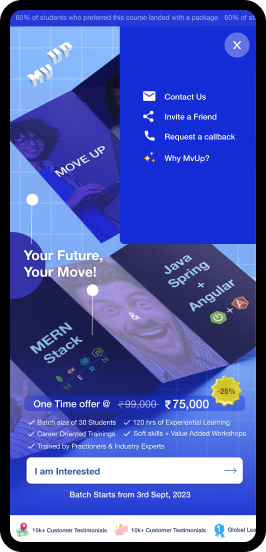 60% of students who preferred this course landed with a package 60% of stu
MvUp
Contact Us
Invite a Friend
Request a callback
Why MvUp?
MOVE UP
Your Future,
Your Move!
Java
Spring
+
Angular
MERN
Stack
&
M E R N
-25%
One Time offer @ ₹99,000- ₹75,000
Batch size of 30 Students
120 hrs of Experiential Learning
Career Oriented Trainings
Soft skills + Value Added Workshops
Trained by Practioners & Industry Experts
I am Interested
Batch Starts from 3rd Sept, 2023
10k+ Customer Testimonials 10k+ Customer Testimonials Global Lea